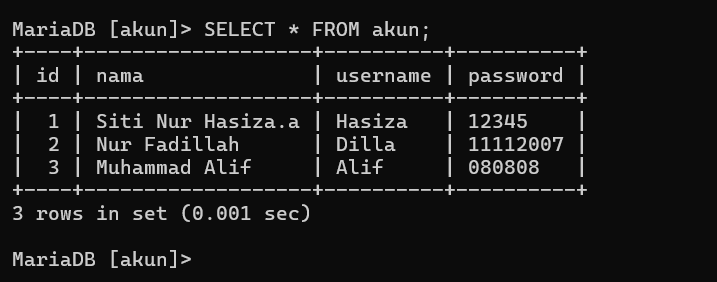 MariaDB [akun]> SELECT * FROM akun;
+----+-------------------+----------+----------+
| id | nama              | username | password |
+----+-------------------+----------+----------+
|  1 | Siti Nur Hasiza.a | Hasiza   | 12345    |
|  2 | Nur Fadillah      | Dilla    | 11112007 |
|  3 | Muhammad Alif     | Alif     | 080808   |
+----+-------------------+----------+----------+
3 rows in set (0.001 sec)
MariaDB [akun]>